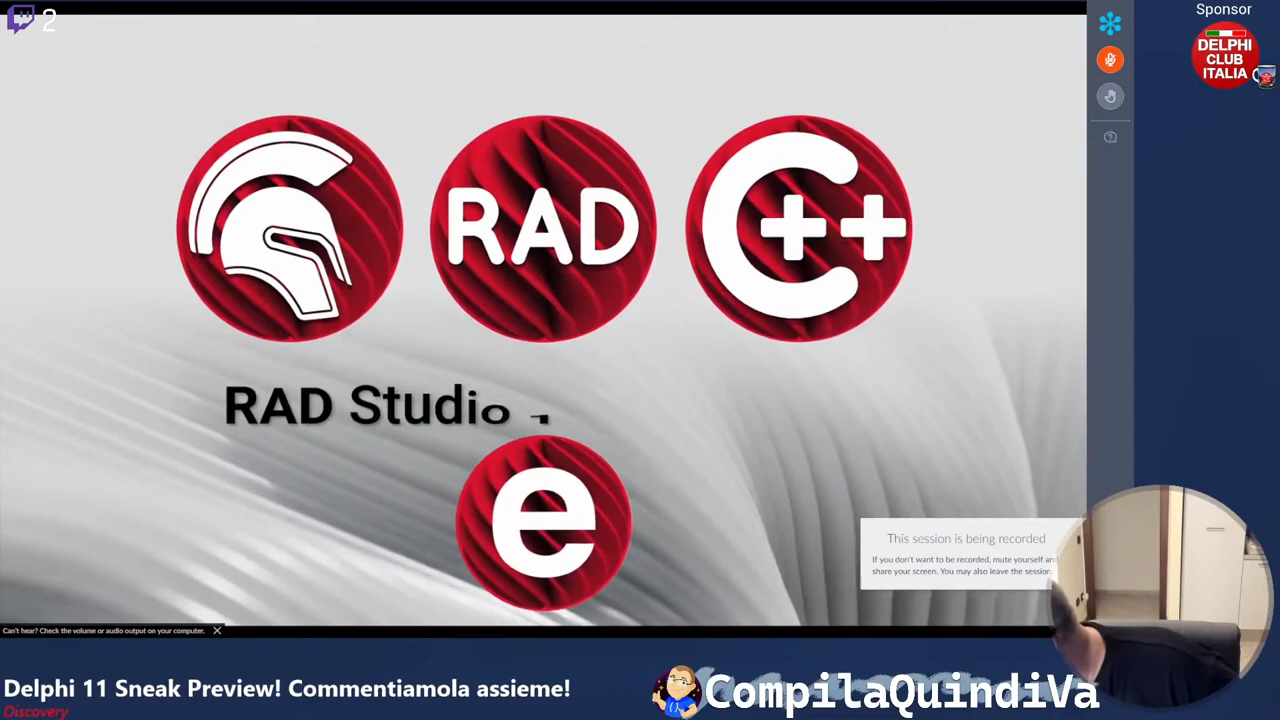 2
Sponsor
DELPHI
CLUB
ITALIA
RAD
C++
RAD Studio
e
This session is being recorded
If you don't want to be recorded, mute yourself and
share your screen. You may also leave the session
Can't hear? Check the volume or audio output on your computer.
Delphi 11 Sneak Preview! Commentiamola assieme!
Discovery
CompilaQuindiVa